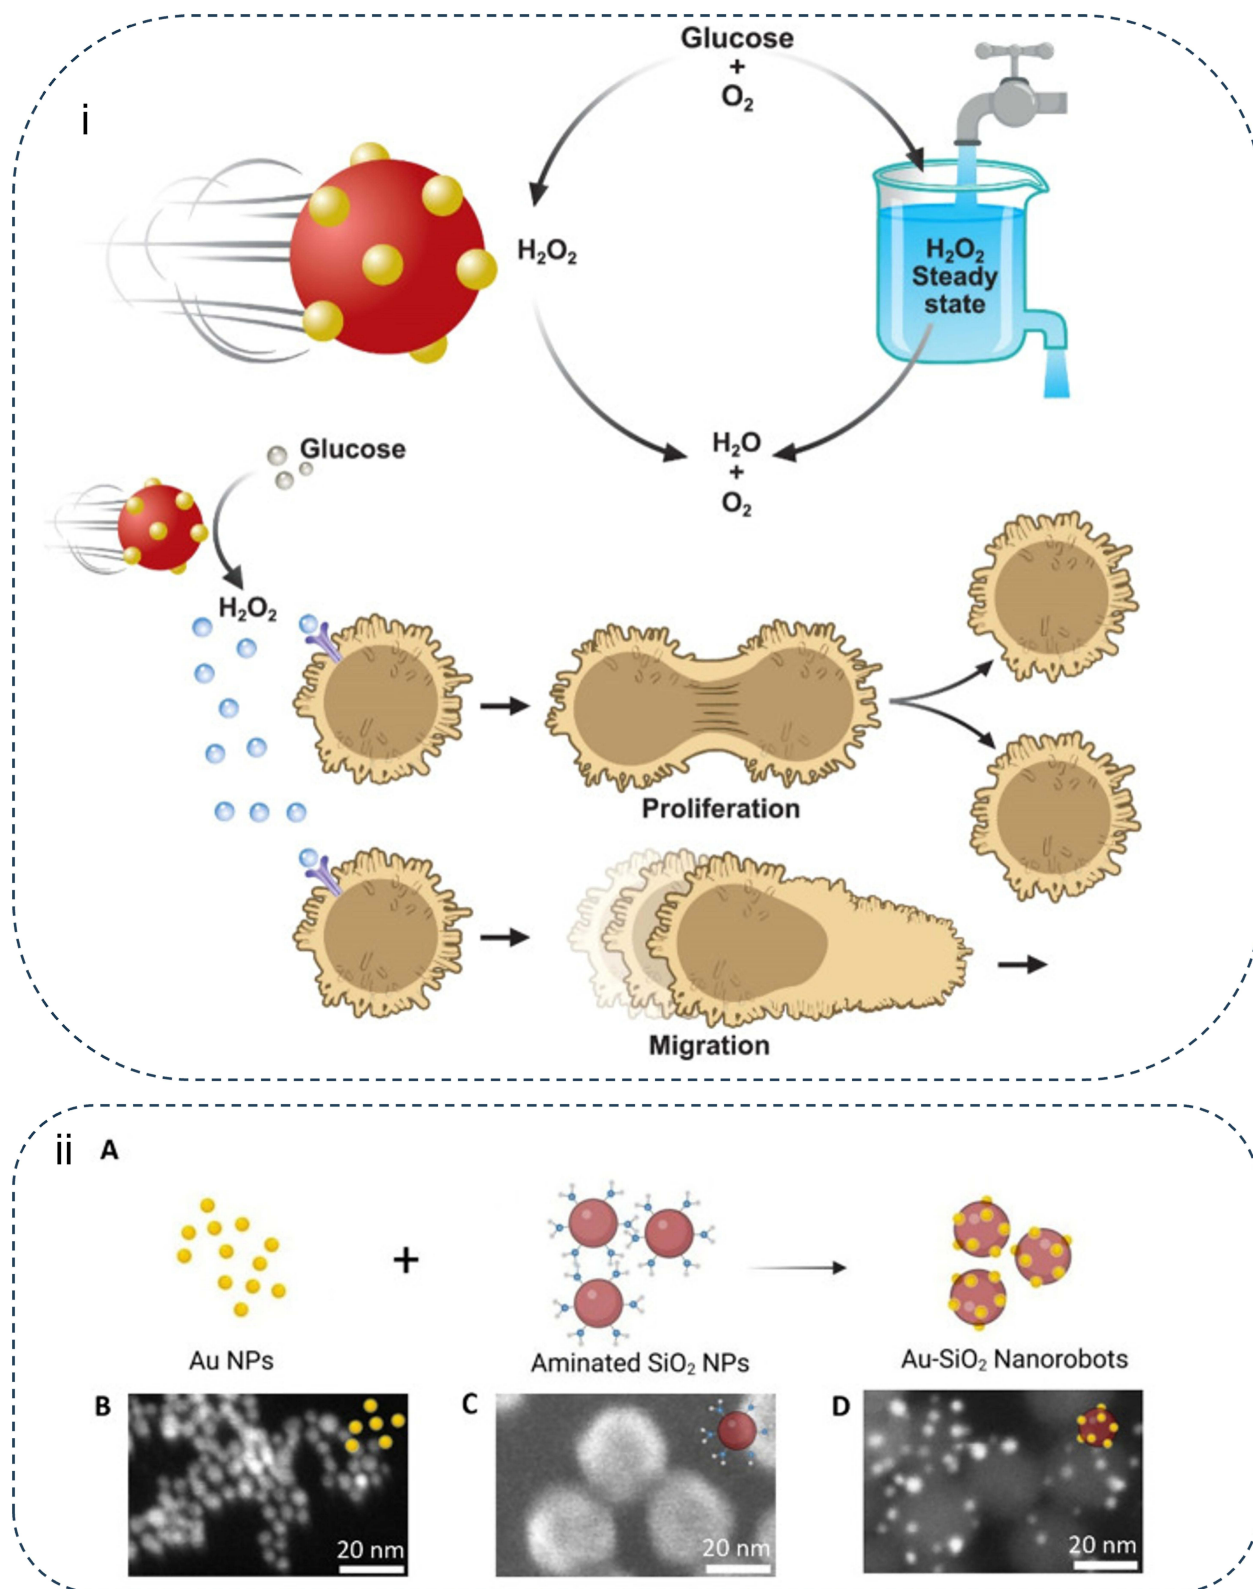 Glucose
+
O₂
i
H₂O₂
H₂O₂
Steady
state
H₂O
+
O₂
Glucose
H₂O₂
Proliferation
Migration
ii
A
+
Au NPs
Aminated SiO₂ NPs
Au-SiO₂ Nanorobots
B
20 nm
C
20 nm
D
20 nm